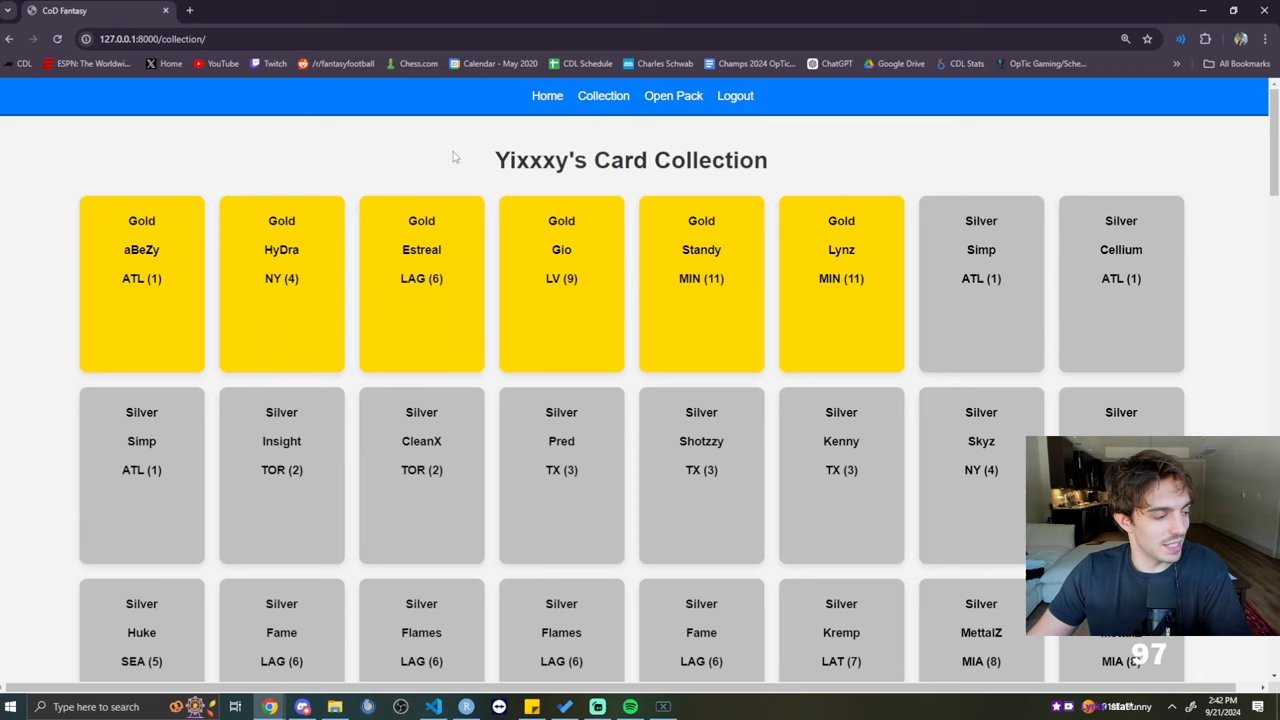 CoD Fantasy
127.0.0.1:8000/collection/
CDL
ESPN: The Worldwi...
Home
YouTube
Twitch
/r/fantasyfootball
Chess.com
Calendar - May 2020
CDL Schedule
Charles Schwab
Champs 2024 OpTic...
ChatGPT
Google Drive
CDL Stats
OpTic Gaming/Sche...
All Bookmarks
Home Collection Open Pack Logout
Yixxxy's Card Collection
Gold Gold Gold Gold Gold Gold Silver Silver
aBeZy HyDra Estreal Gio Standy Lynz Simp Cellium
ATL (1) NY (4) LAG (6) LV (9) MIN (11) MIN (11) ATL (1) ATL (1)
Silver Silver Silver Silver Silver Silver Silver Silver
Simp Insight CleanX Pred Shotzzy Kenny Skyz
ATL (1) TOR (2) TOR (2) TX (3) TX (3) TX (3) NY (4)
Silver Silver Silver Silver Silver Silver Silver
Huke Fame Flames Flames Fame Kremp MettalZ
SEA (5) LAG (6) LAG (6) LAG (6) LAG (6) LAT (7) MIA (8) MIA
97
Type here to search
2:42 PM
9/21/2024